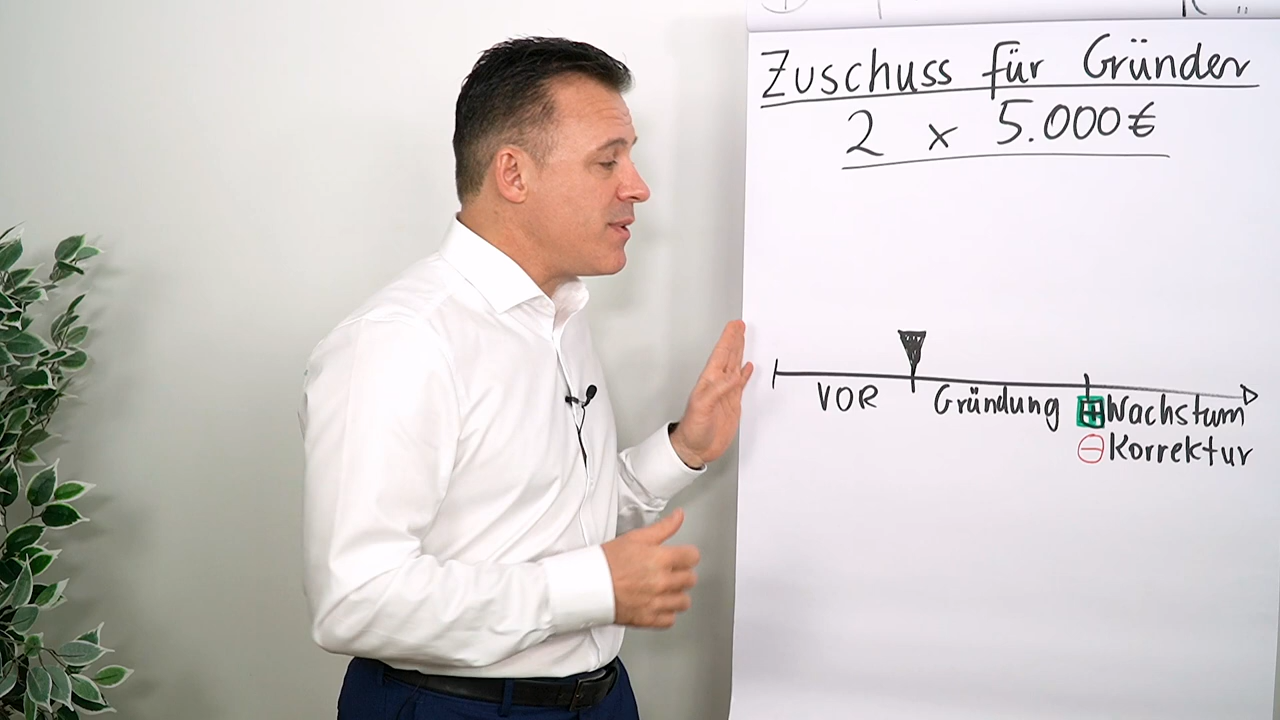 Zuschuss für Gründer
2 x 5.000€
VOR Gründung + Wachstum
- Korrektur